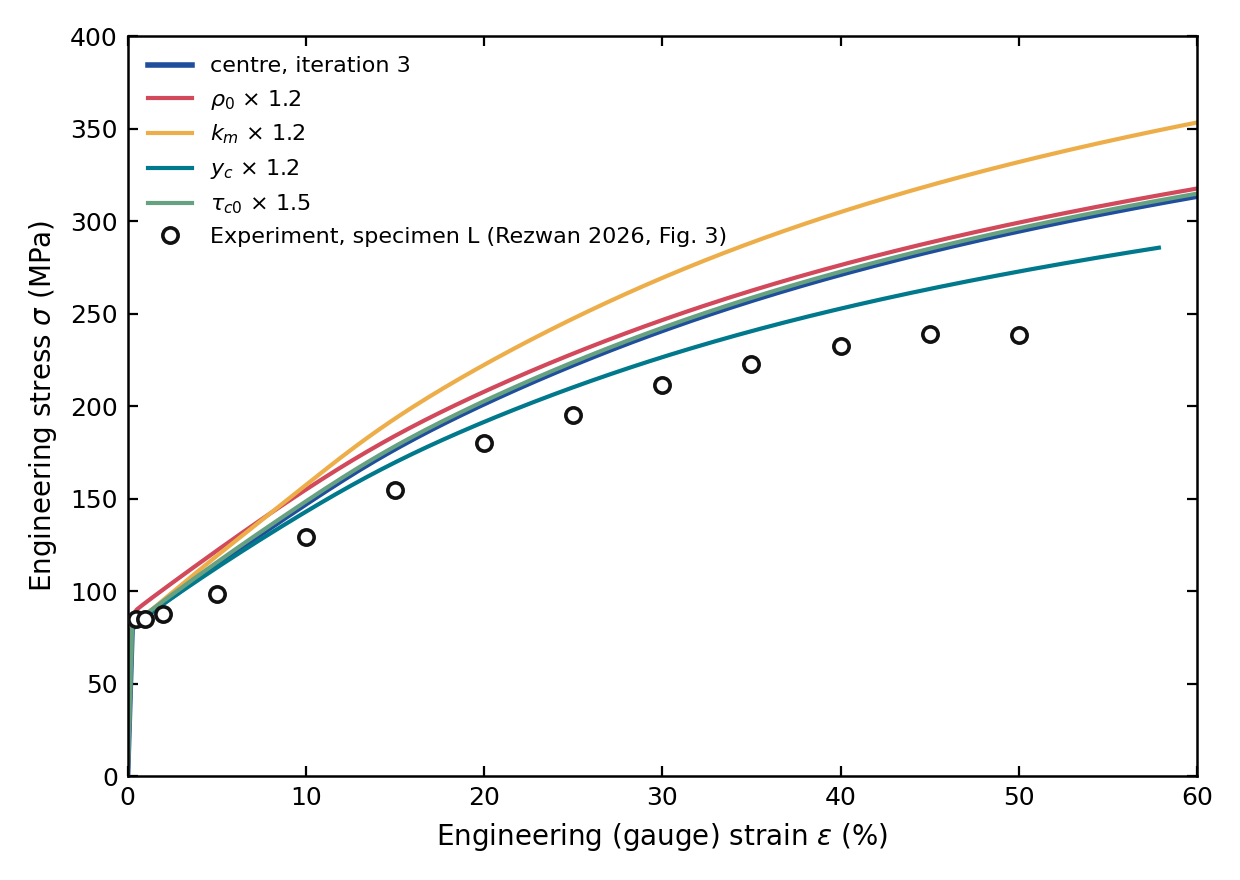 400
350
300
250
200
150
100
50
0
0 10 20 30 40 50 60
Engineering stress σ (MPa)
Engineering (gauge) strain ε (%)
centre, iteration 3
ρ₀ × 1.2
kₘ × 1.2
y_c × 1.2
τ_c0 × 1.5
Experiment, specimen L (Rezwan 2026, Fig. 3)